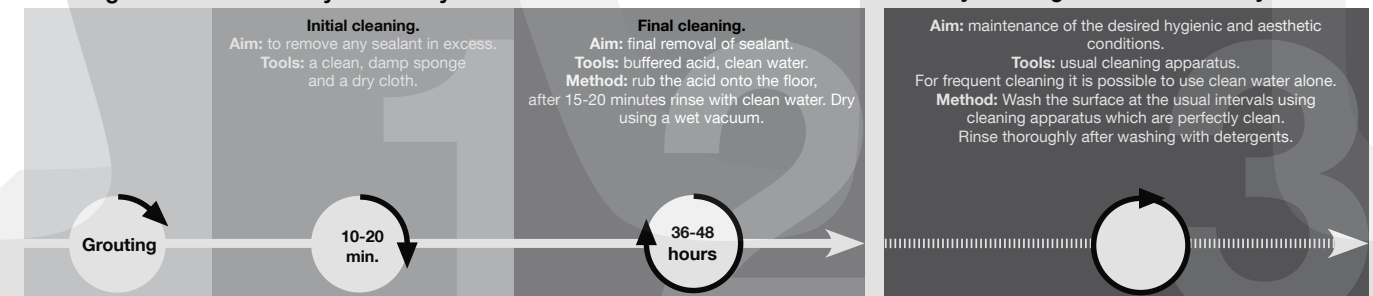 Initial cleaning.
Aim: to remove any sealant in excess.
Tools: a clean, damp sponge
and a dry cloth.
1
10-20
min.
Grouting
Final cleaning.
Aim: final removal of sealant.
Tools: buffered acid, clean water.
Method: rub the acid onto the floor,
after 15-20 minutes rinse with clean water. Dry
using a wet vacuum.
2
36-48
hours
Aim: maintenance of the desired hygienic and aesthetic
conditions.
Tools: usual cleaning apparatus.
For frequent cleaning it is possible to use clean water alone.
Method: Wash the surface at the usual intervals using
cleaning apparatus which are perfectly clean.
Rinse thoroughly after washing with detergents.
3